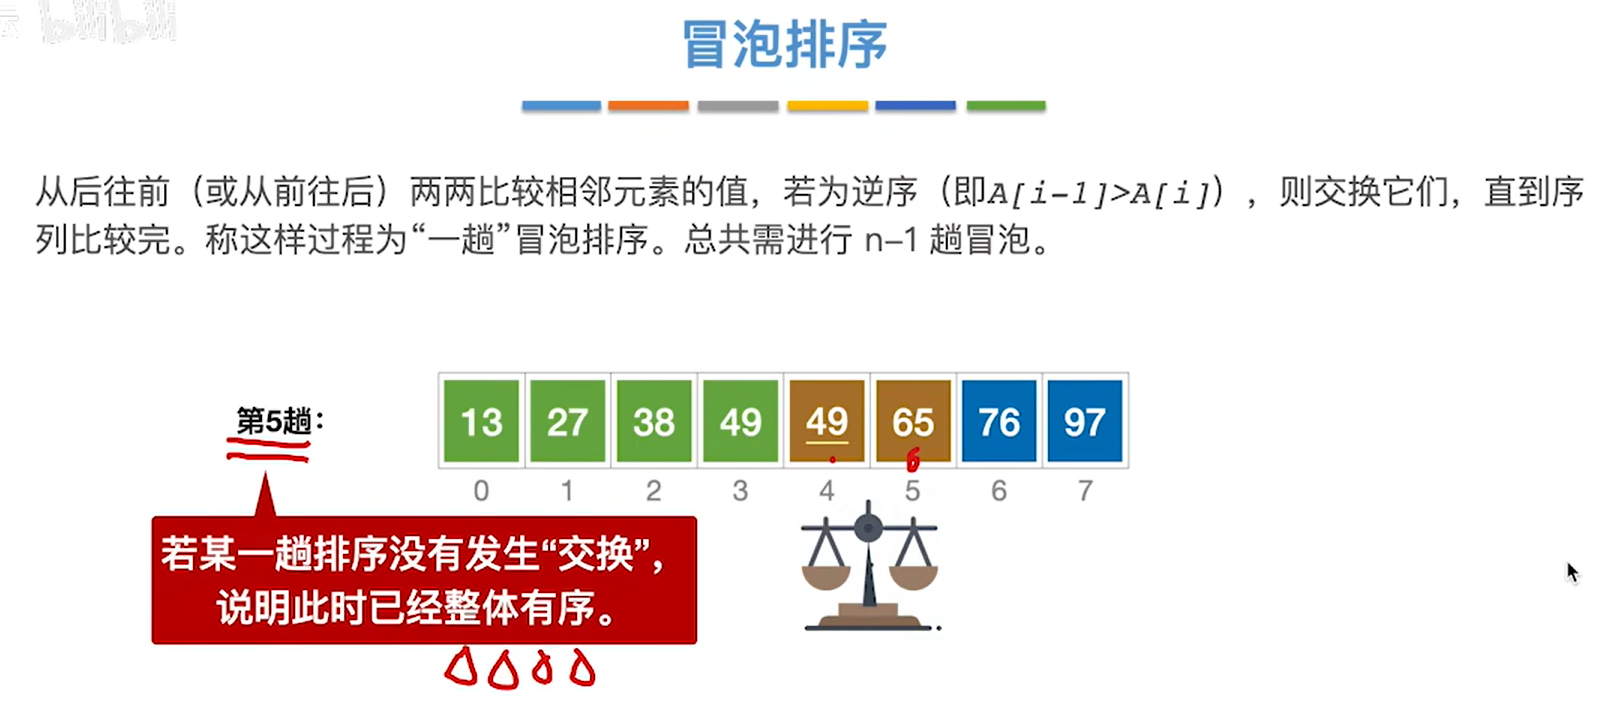 冒泡排序
从后往前（或从前往后）两两比较相邻元素的值，若为逆序（即A[i-1]>A[i]），则交换它们，直到序
列比较完。称这样过程为“一趟”冒泡排序。总共需进行 n–1 趟冒泡。
第5趟：
13 27 38 49 49 65 76 97
0 1 2 3 4 5 6 7
若某一趟排序没有发生“交换”，
说明此时已经整体有序。